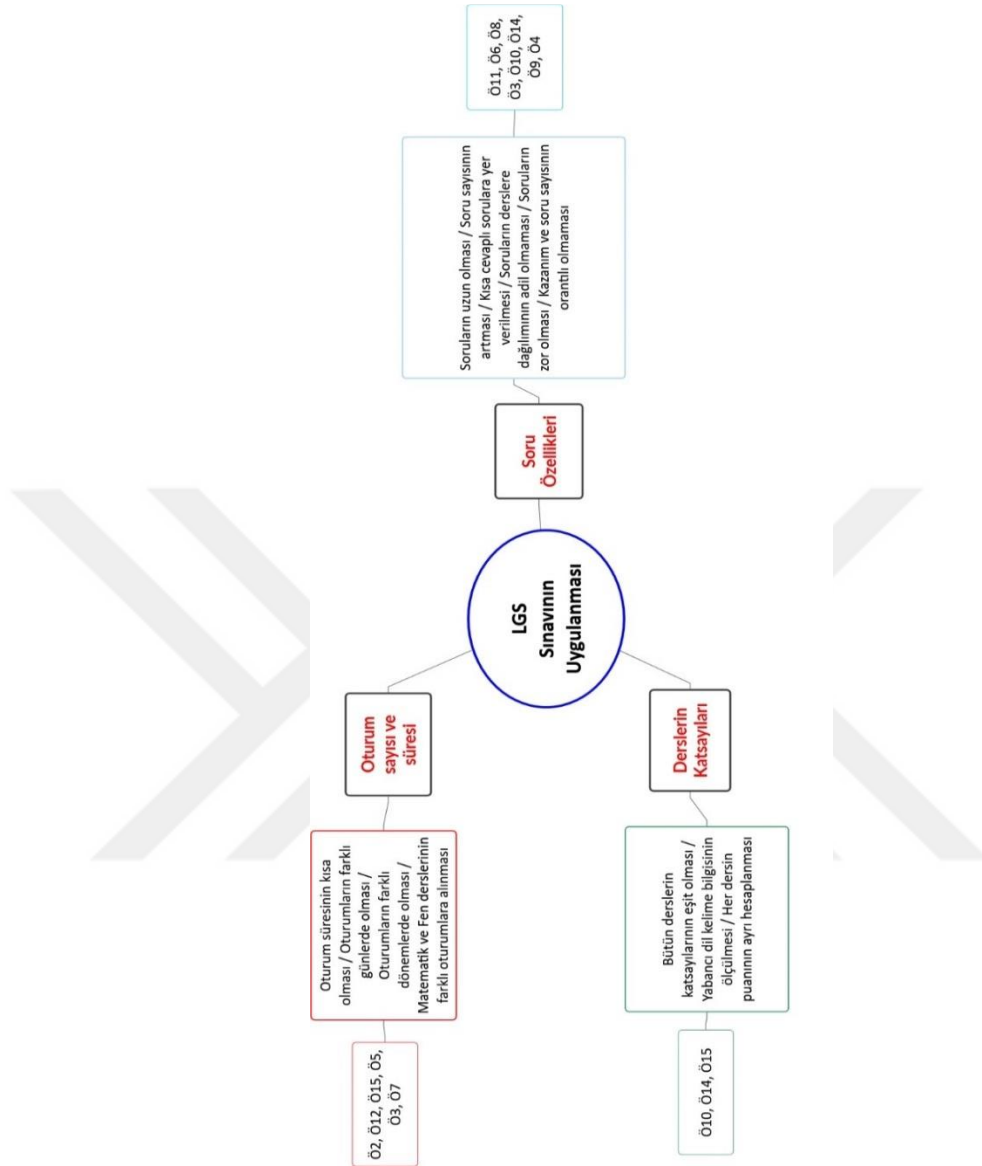 LGS
Sınavının
Uygulanması
Soru
Özellikleri
Soruların uzun olması / Soru sayısının
artması / Kısa cevaplı sorulara yer
verilmesi / Soruların derslere
dağılımının adil olmaması / Soruların
zor olması / Kazanım ve soru sayısının
orantılı olmaması
Ö11, Ö6, Ö8,
Ö3, Ö10, Ö14,
Ö9, Ö4
Oturum
sayısı ve
süresi
Oturum süresinin kısa
olması / Oturumların farklı
günlerde olması /
Oturumların farklı
dönemlerde olması /
Matematik ve Fen derslerinin
farklı oturumlara alınması
Ö2, Ö12, Ö15, Ö5,
Ö3, Ö7
Derslerin
Katsayıları
Bütün derslerin
katsayılarının eşit olması /
Yabancı dil kelime bilgisinin
ölçülmesi / Her dersin
puanının ayrı hesaplanması
Ö10, Ö14, Ö15